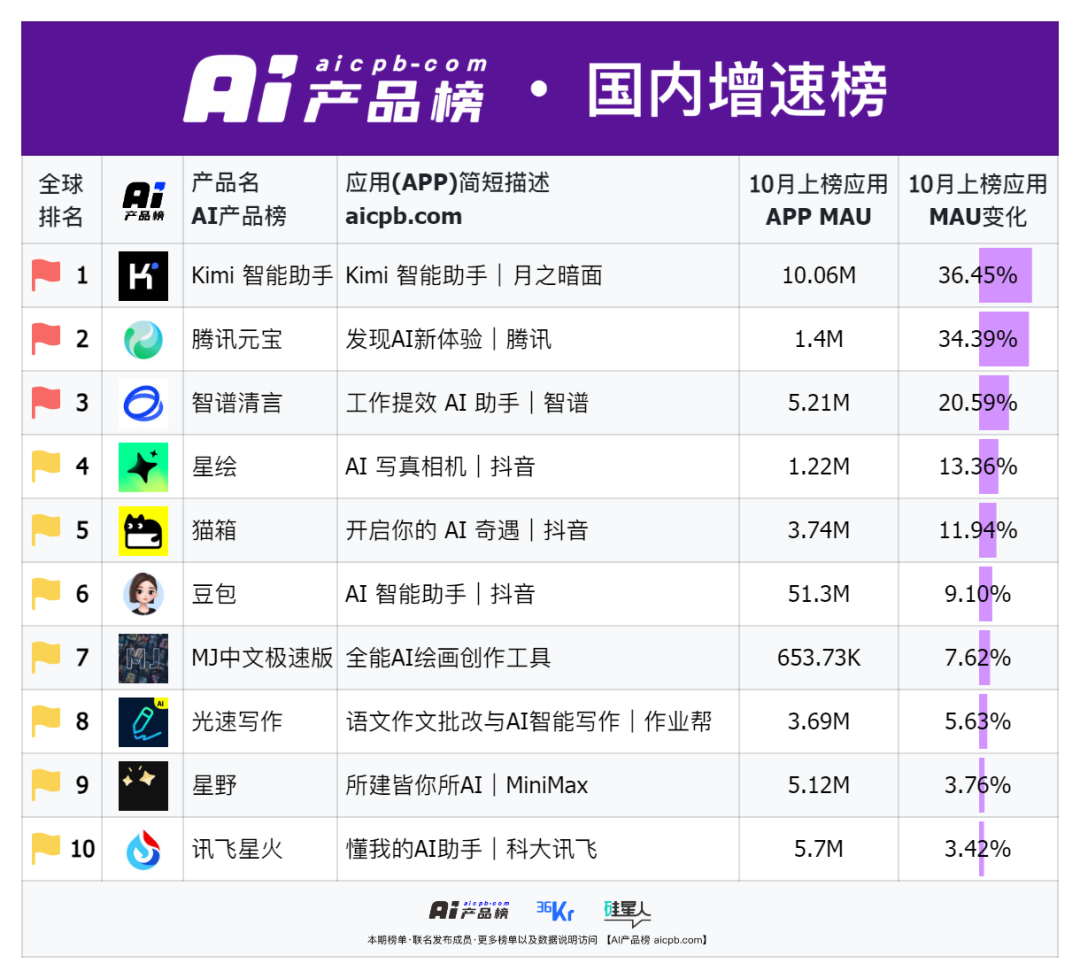 Ai aicpb-com 产品榜 · 国内增速榜
全球排名 Ai产品榜 产品名 AI产品榜 应用(APP)简短描述 aicpb.com 10月上榜应用 APP MAU 10月上榜应用 MAU变化
1 Kimi 智能助手 Kimi 智能助手｜月之暗面 10.06M 36.45%
2 腾讯元宝 发现AI新体验｜腾讯 1.4M 34.39%
3 智谱清言 工作提效 AI 助手｜智谱 5.21M 20.59%
4 星绘 AI 写真相机｜抖音 1.22M 13.36%
5 猫箱 开启你的 AI 奇遇｜抖音 3.74M 11.94%
6 豆包 AI 智能助手｜抖音 51.3M 9.10%
7 MJ MJ中文极速版 全能AI绘画创作工具 653.73K 7.62%
8 AI 光速写作 语文作文批改与AI智能写作｜作业帮 3.69M 5.63%
9 星野 所建皆你所AI｜MiniMax 5.12M 3.76%
10 讯飞星火 懂我的AI助手｜科大讯飞 5.7M 3.42%
Ai aicpb-com 产品榜 36Kr 硅星人
本期榜单·联名发布成员·更多榜单以及数据说明访问 【AI产品榜 aicpb.com】